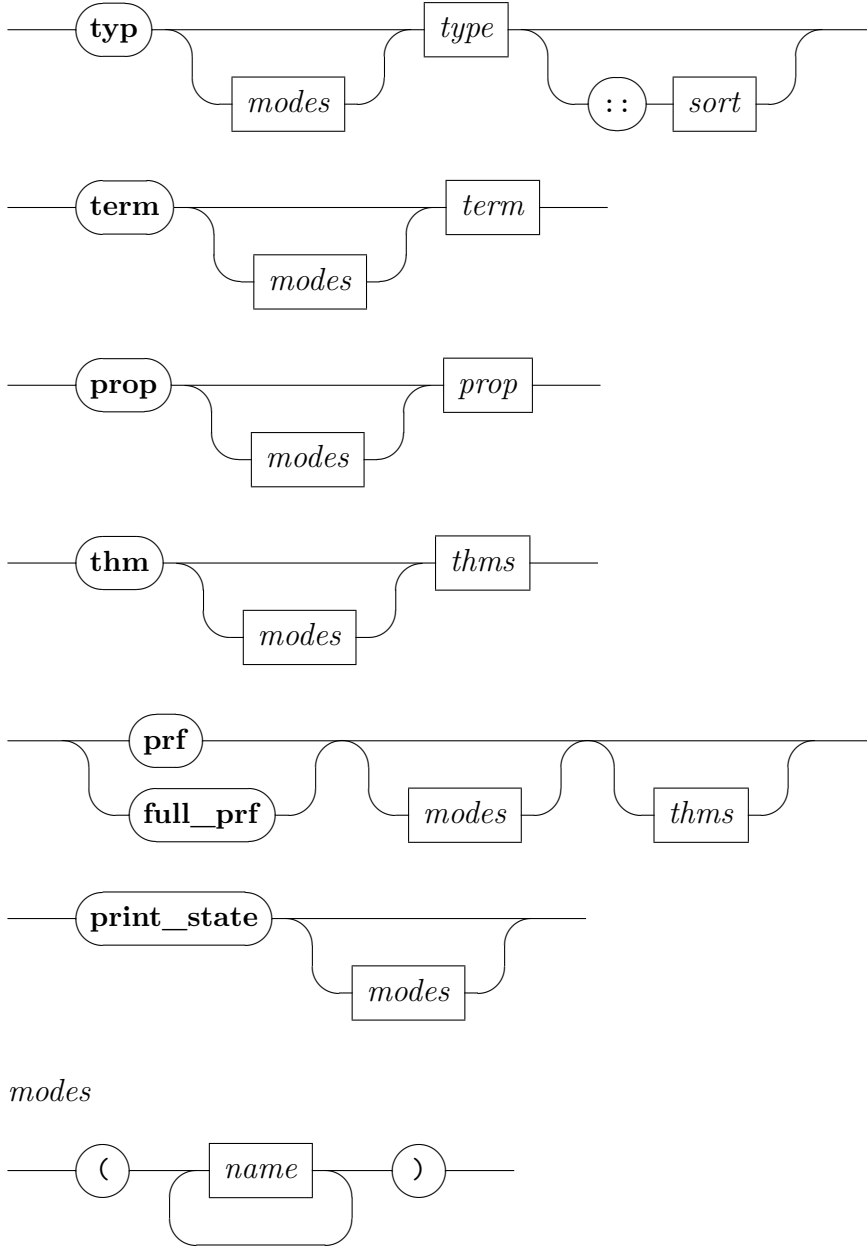 typ type
modes :: sort
term term
modes
prop prop
modes
thm thms
modes
prf
full_prf modes thms
print_state
modes
modes
( name )